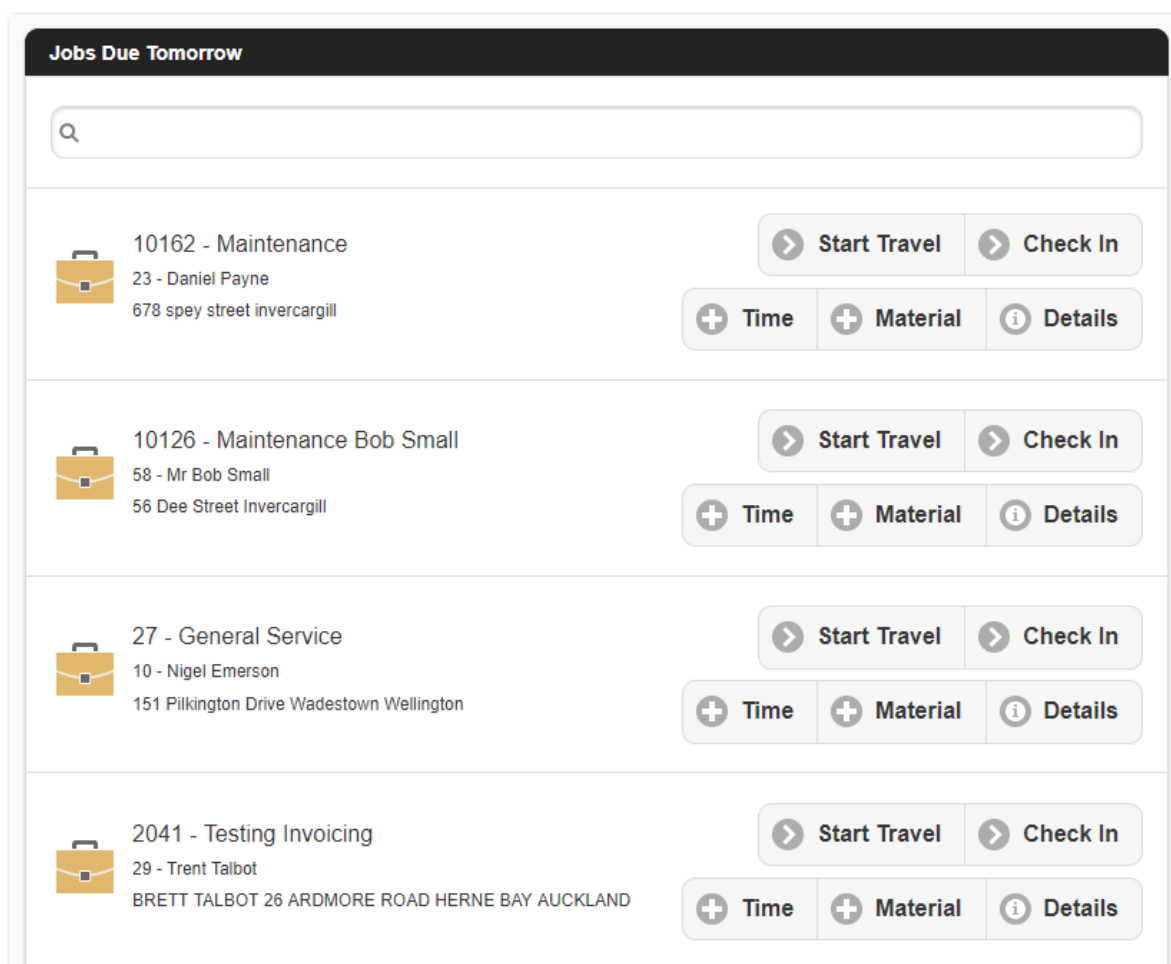 Jobs Due Tomorrow
10162 - Maintenance
23 - Daniel Payne
678 spey street invercargill
Start Travel Check In
Time Material Details
10126 - Maintenance Bob Small
58 - Mr Bob Small
56 Dee Street Invercargill
Start Travel Check In
Time Material Details
27 - General Service
10 - Nigel Emerson
151 Pilkington Drive Wadestown Wellington
Start Travel Check In
Time Material Details
2041 - Testing Invoicing
29 - Trent Talbot
BRETT TALBOT 26 ARDMORE ROAD HERNE BAY AUCKLAND
Start Travel Check In
Time Material Details